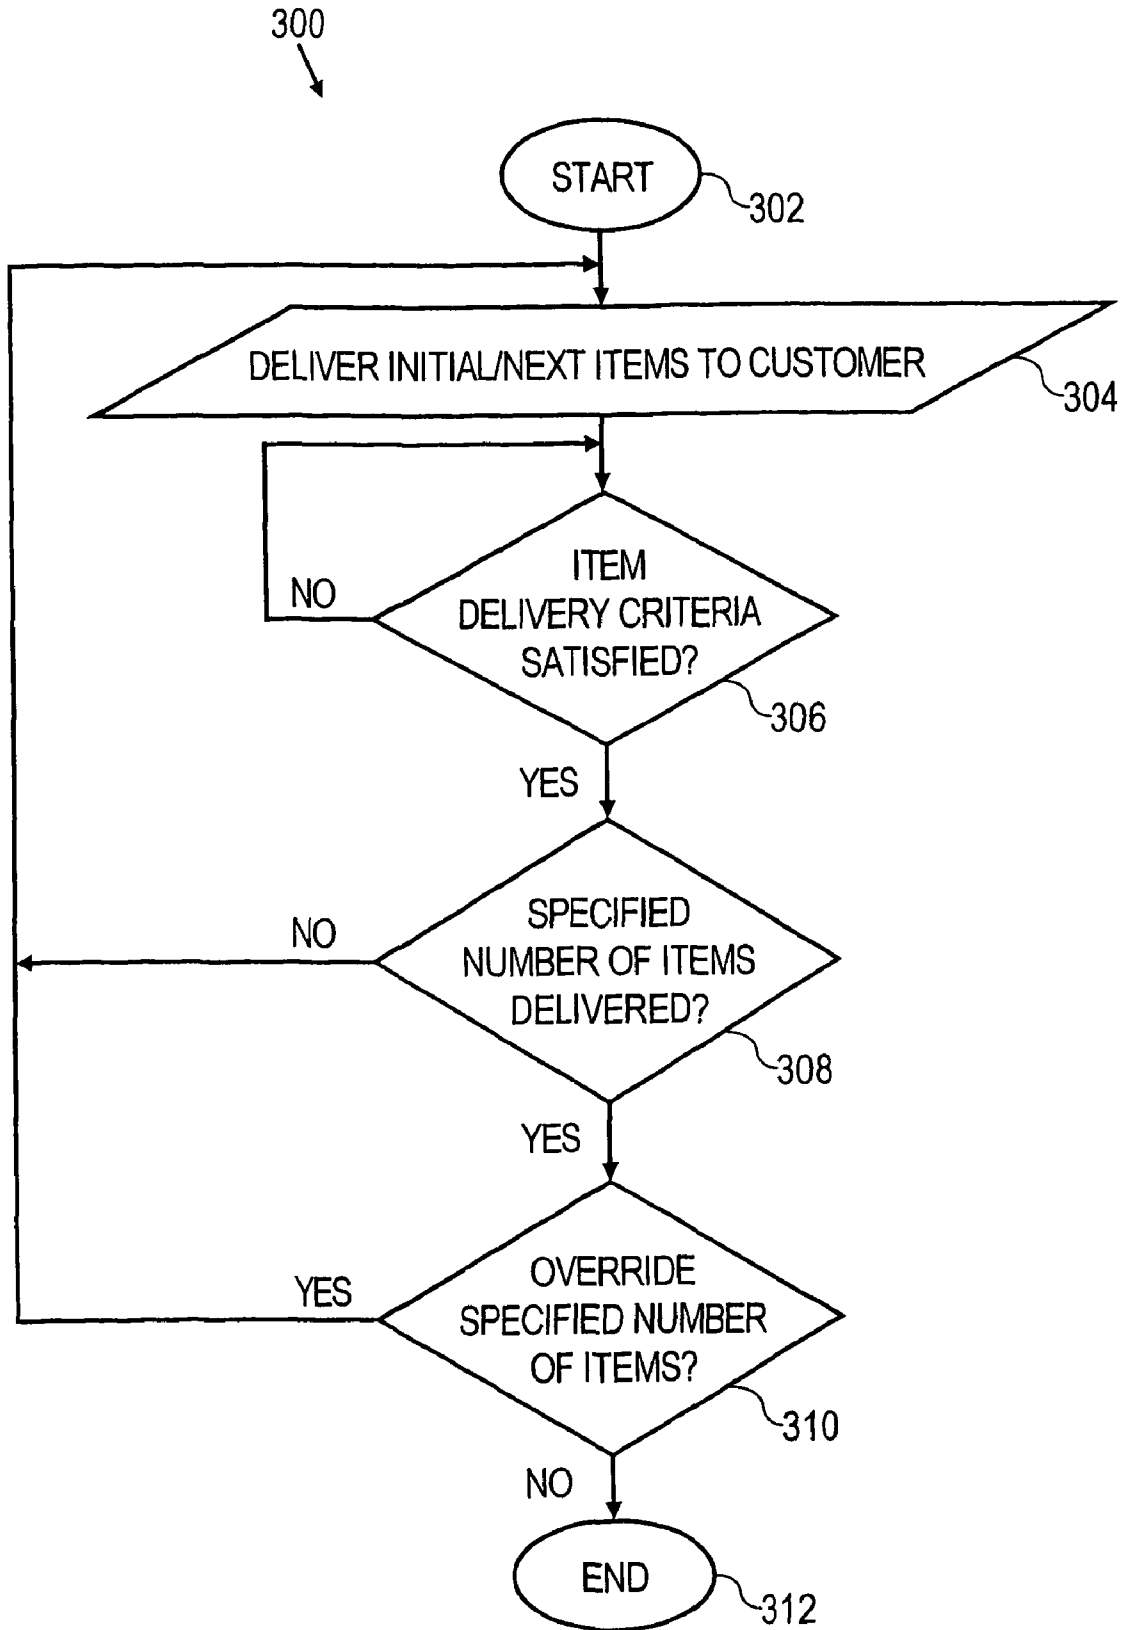 300
START
302
DELIVER INITIAL/NEXT ITEMS TO CUSTOMER
304
ITEM
DELIVERY CRITERIA
SATISFIED?
NO
306
YES
SPECIFIED
NUMBER OF ITEMS
DELIVERED?
NO
308
YES
OVERRIDE
SPECIFIED NUMBER
OF ITEMS?
YES
310
NO
END
312